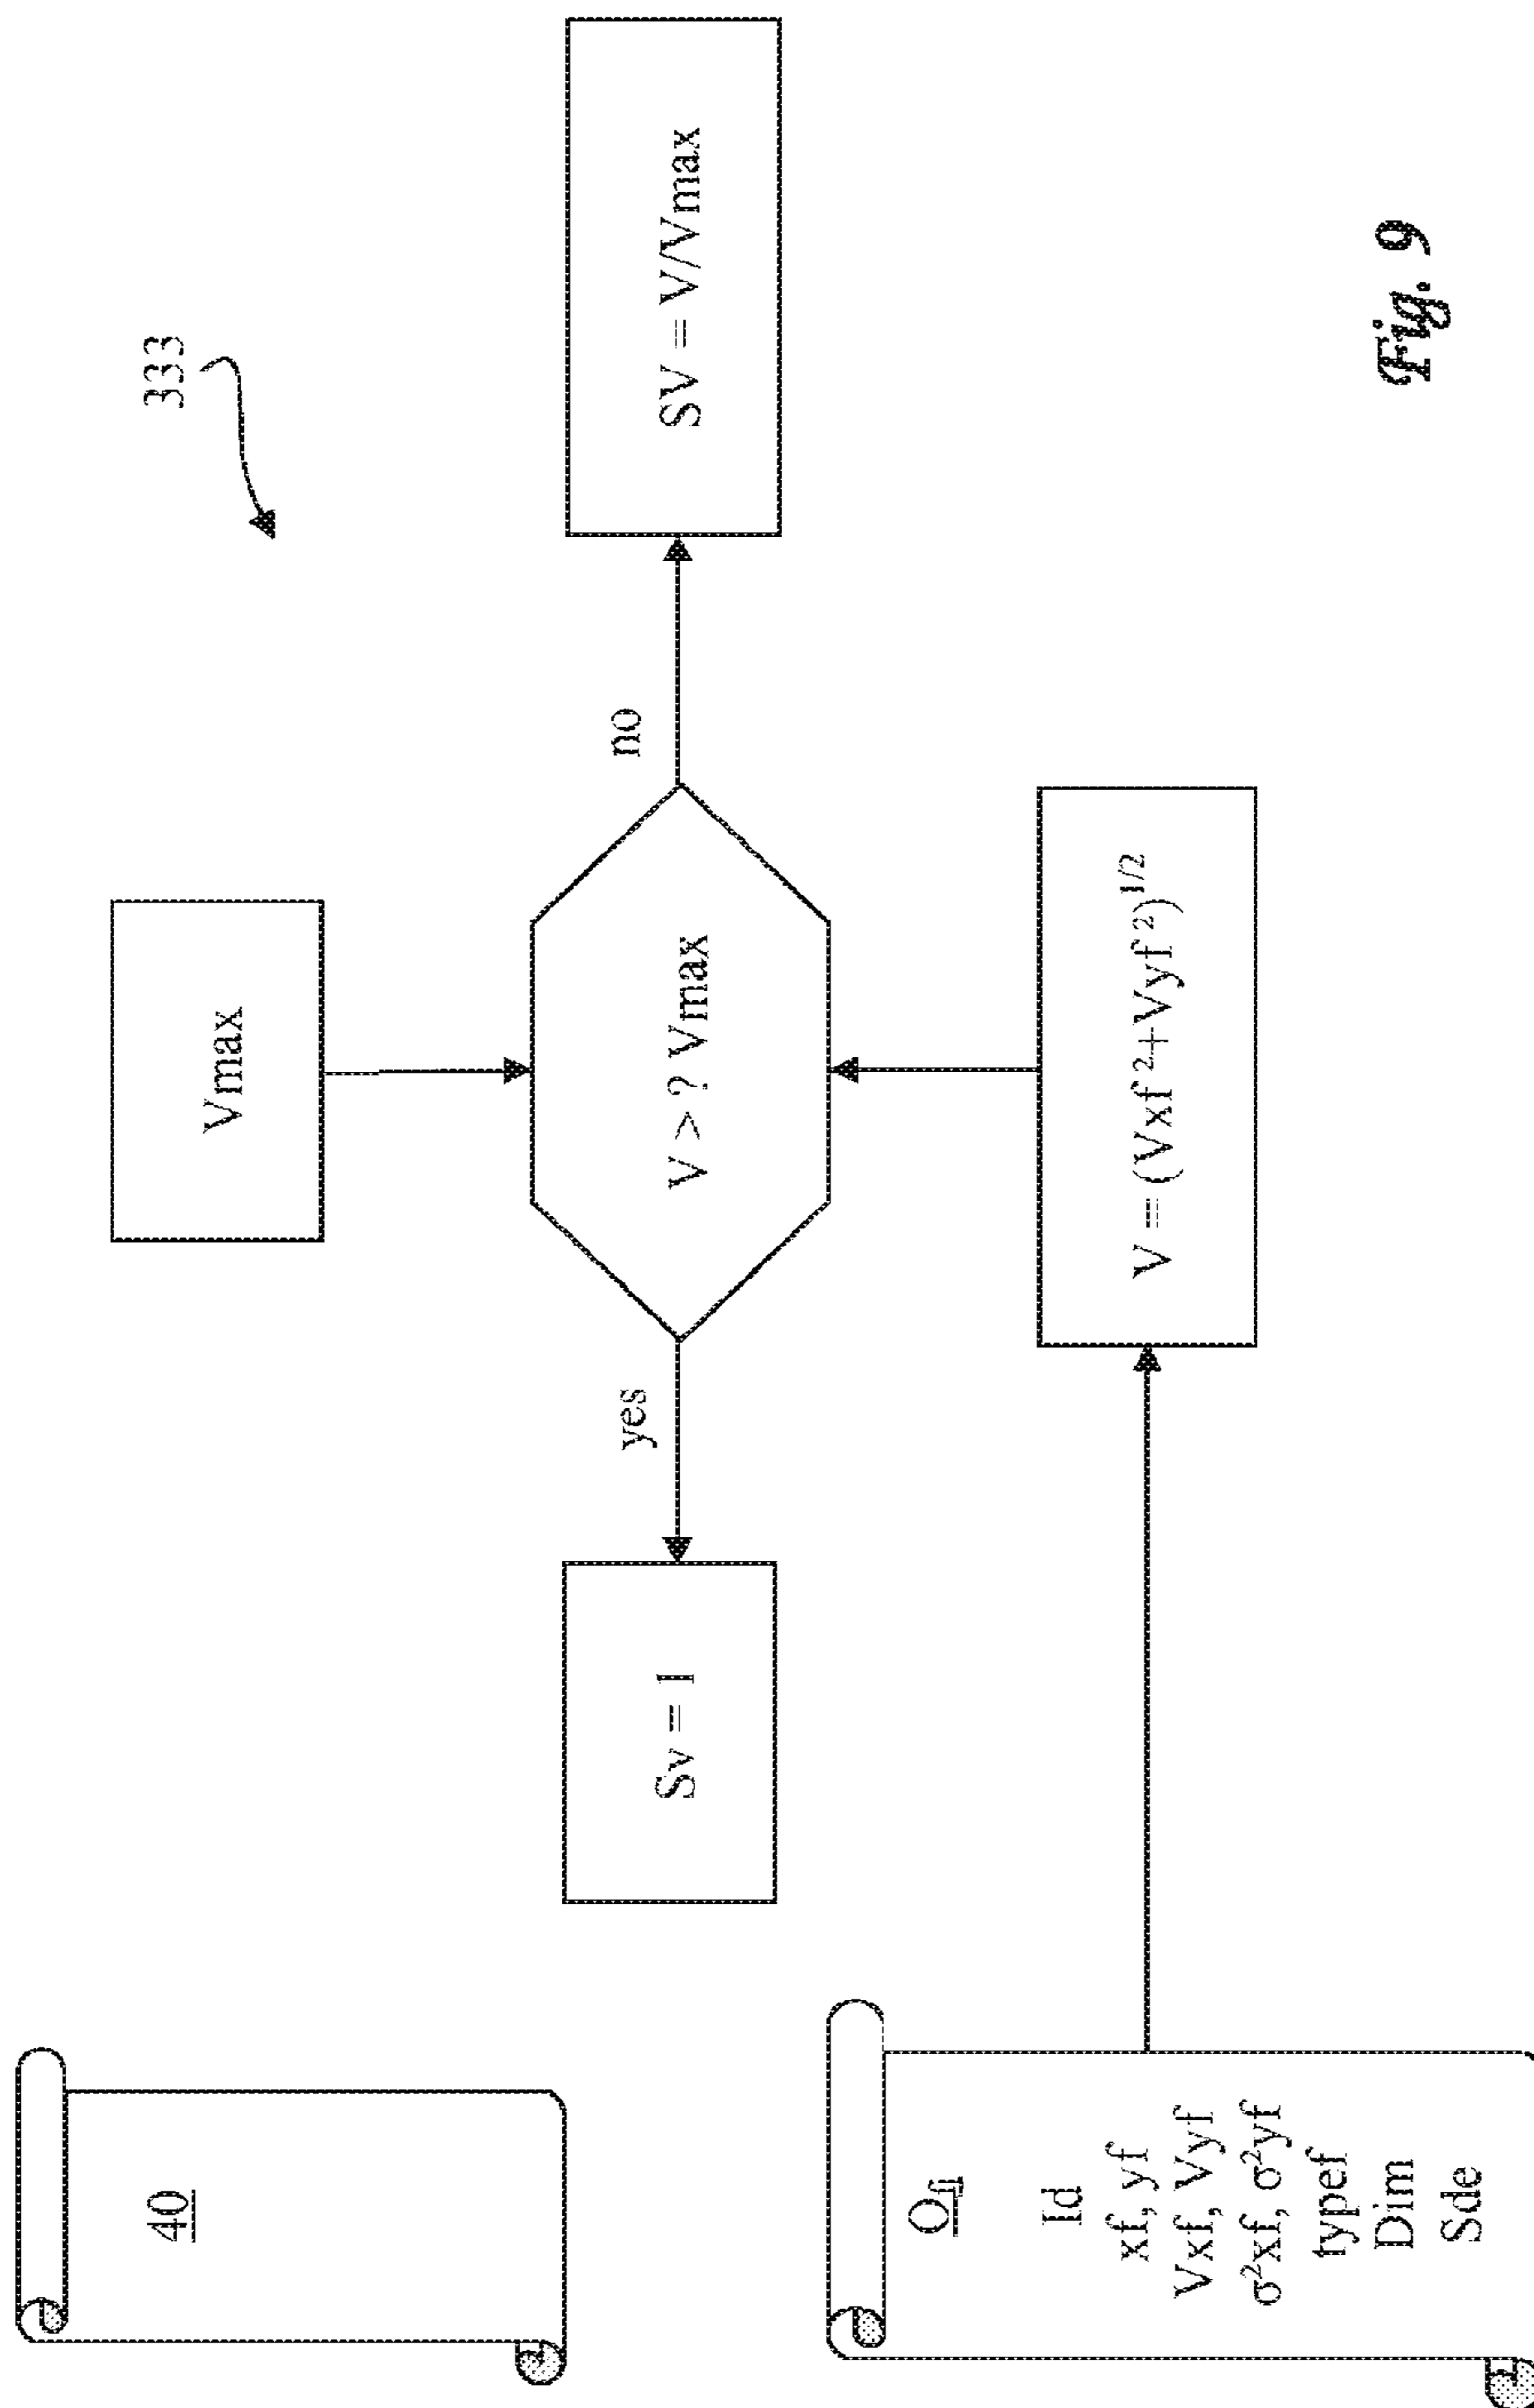 40
Vmax
333
Sv = 1
yes
V > ? Vmax
no
SV = V/Vmax
Ofj
Id
xf, yf
Vxf, Vyf
σ²xf, σ²yf
typef
Dim
Sde
V = (Vxf²+Vyf²)^1/2
Fig. 9